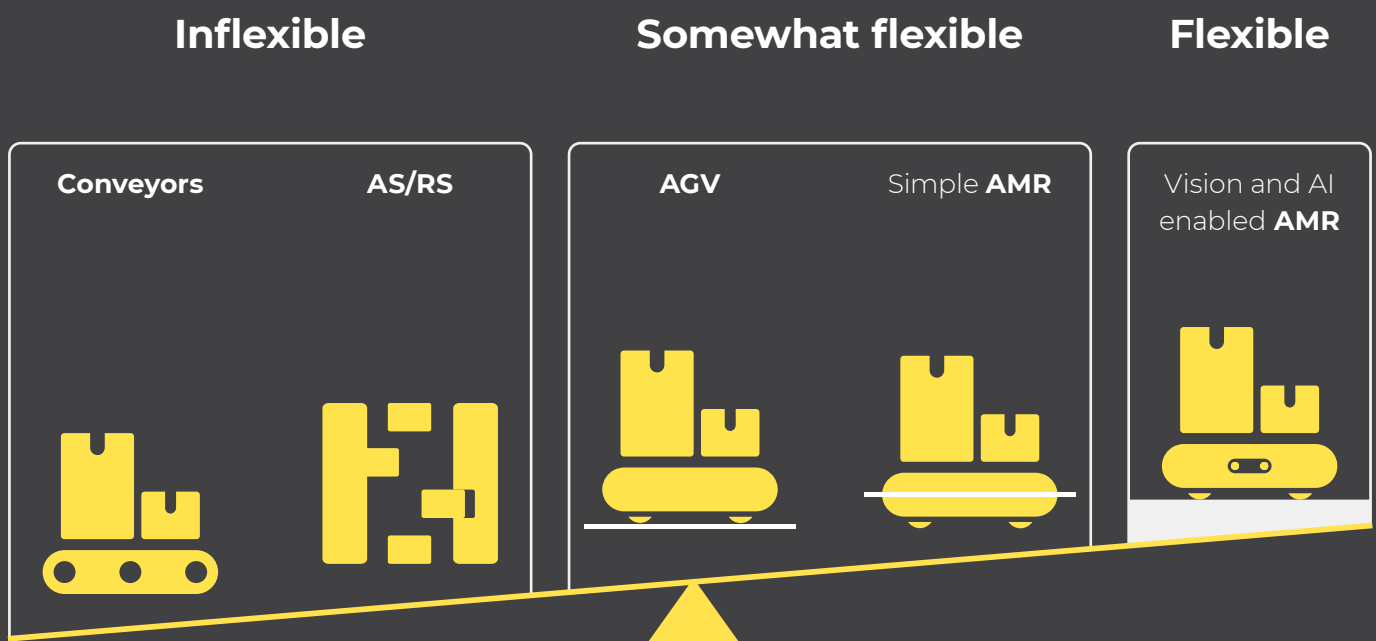 Inflexible
Somewhat flexible
Flexible
Conveyors
AS/RS
AGV
Simple AMR
Vision and AI
enabled AMR